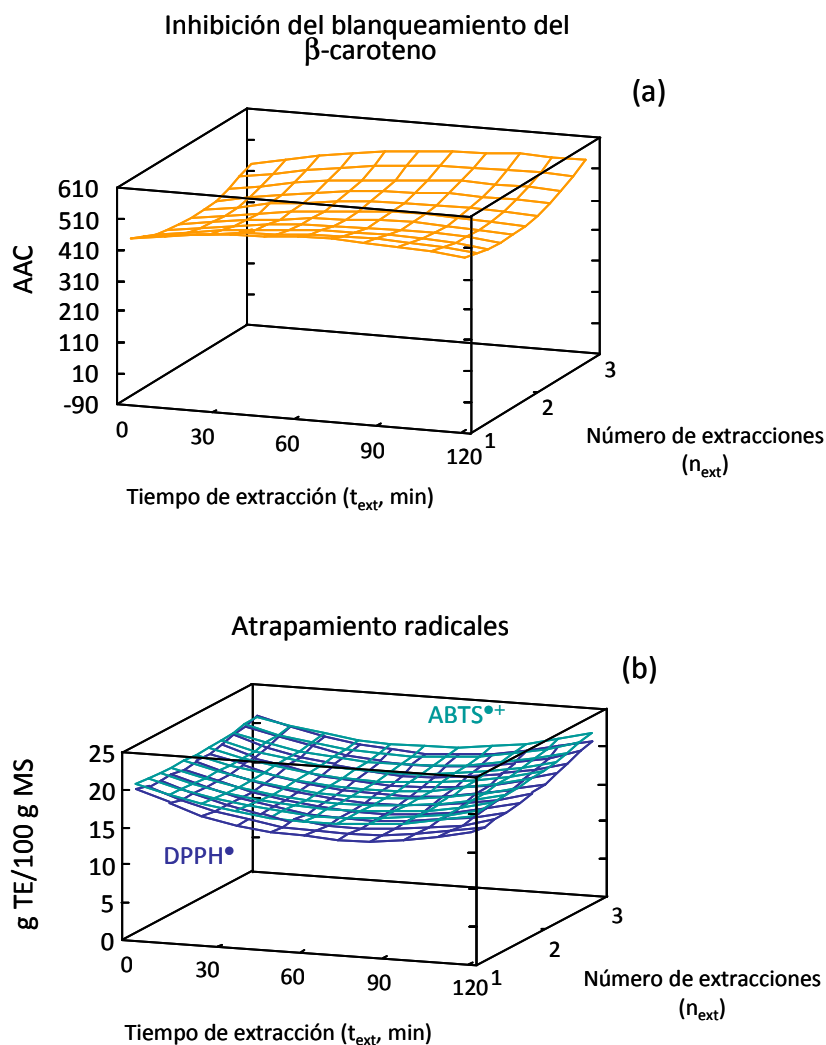 Inhibición del blanqueamiento del
β-caroteno
(a)
610
510
410
310
210
110
10
-90
AAC
0
30
60
90
120
1
2
3
Número de extracciones
(next)
Tiempo de extracción (text, min)
Atrapamiento radicales
(b)
ABTS●+
DPPH●
25
20
15
10
5
0
g TE/100 g MS
0
30
60
90
120
1
2
3
Número de extracciones
(next)
Tiempo de extracción (text, min)